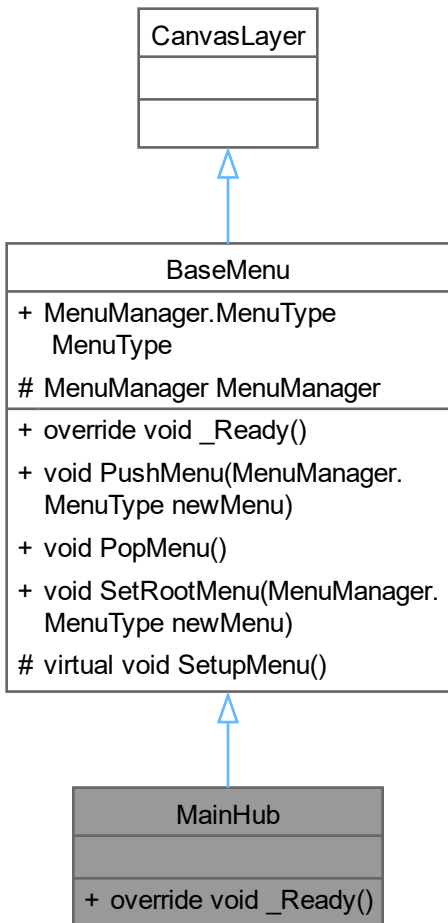 CanvasLayer
BaseMenu
+ MenuManager.MenuType
MenuType
# MenuManager MenuManager
+ override void _Ready()
+ void PushMenu(MenuManager.
MenuType newMenu)
+ void PopMenu()
+ void SetRootMenu(MenuManager.
MenuType newMenu)
# virtual void SetupMenu()
MainHub
+ override void _Ready()